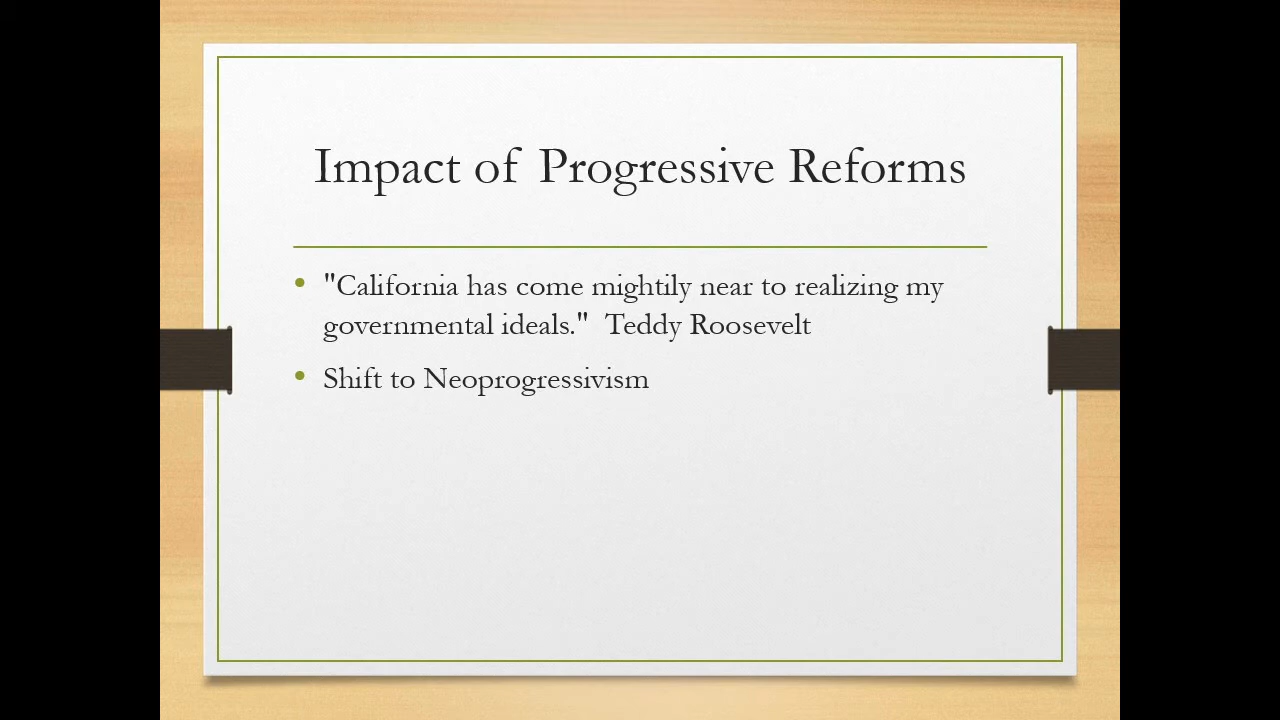 Impact of Progressive Reforms
• "California has come mightily near to realizing my
governmental ideals."  Teddy Roosevelt
• Shift to Neoprogressivism